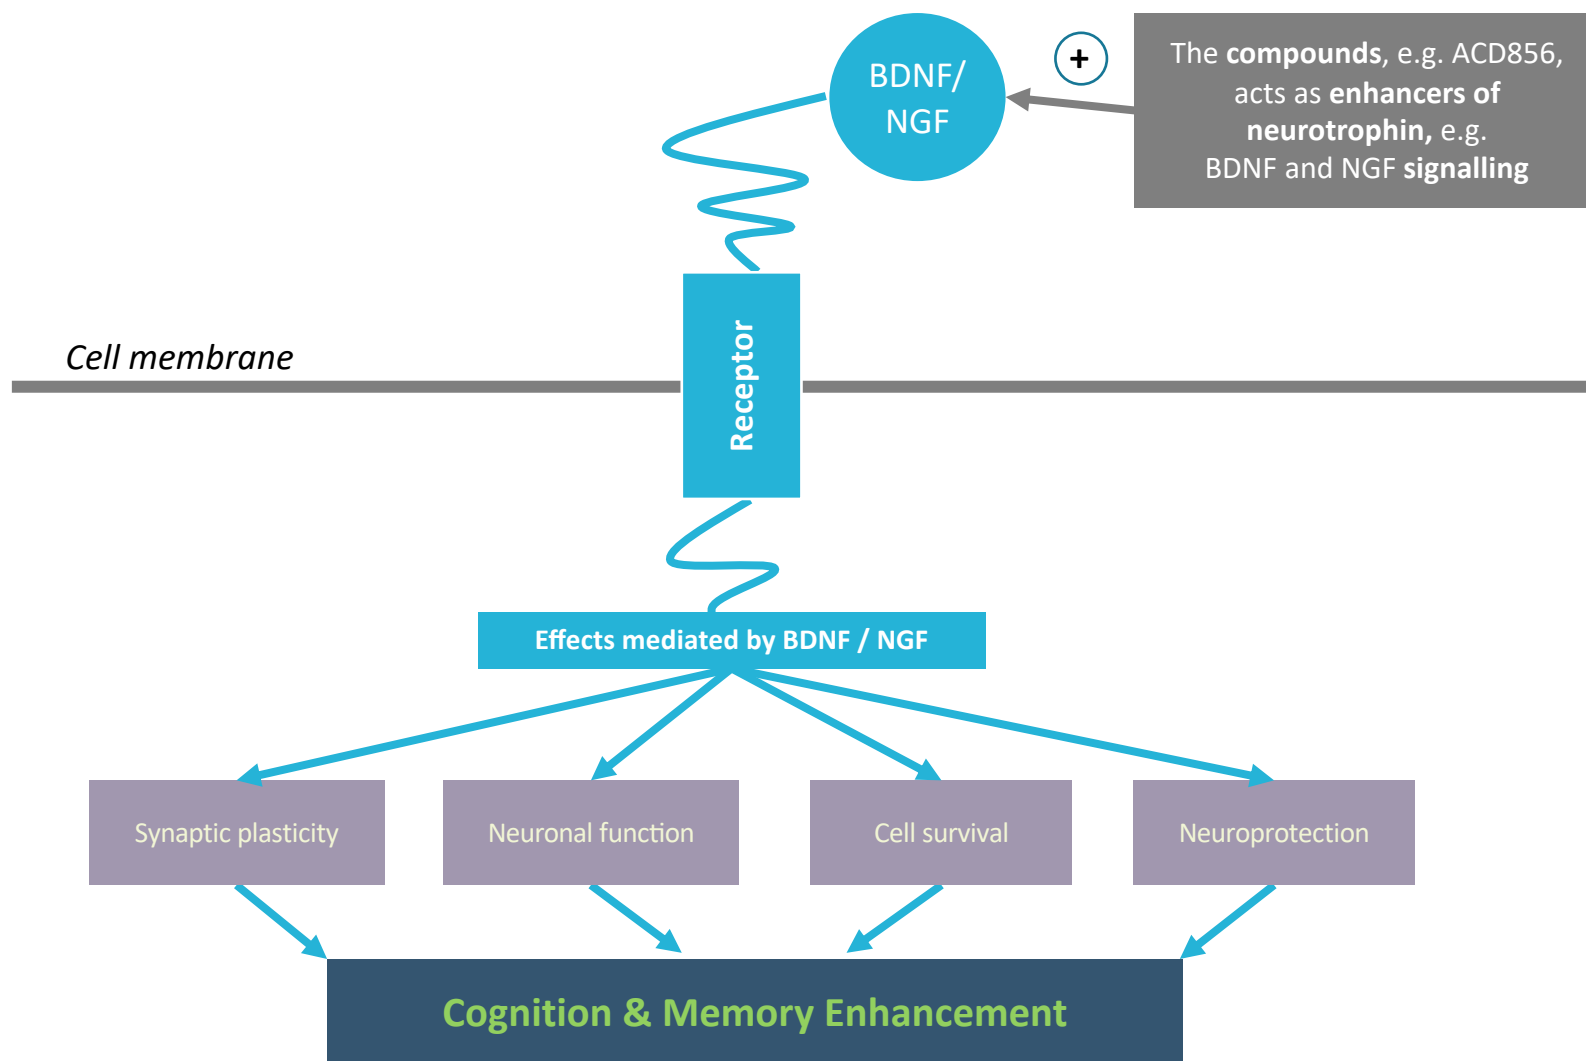 BDNF/
NGF
+
The compounds, e.g. ACD856,
acts as enhancers of
neurotrophin, e.g.
BDNF and NGF signalling
Cell membrane
Receptor
Effects mediated by BDNF / NGF
Synaptic plasticity
Neuronal function
Cell survival
Neuroprotection
Cognition & Memory Enhancement